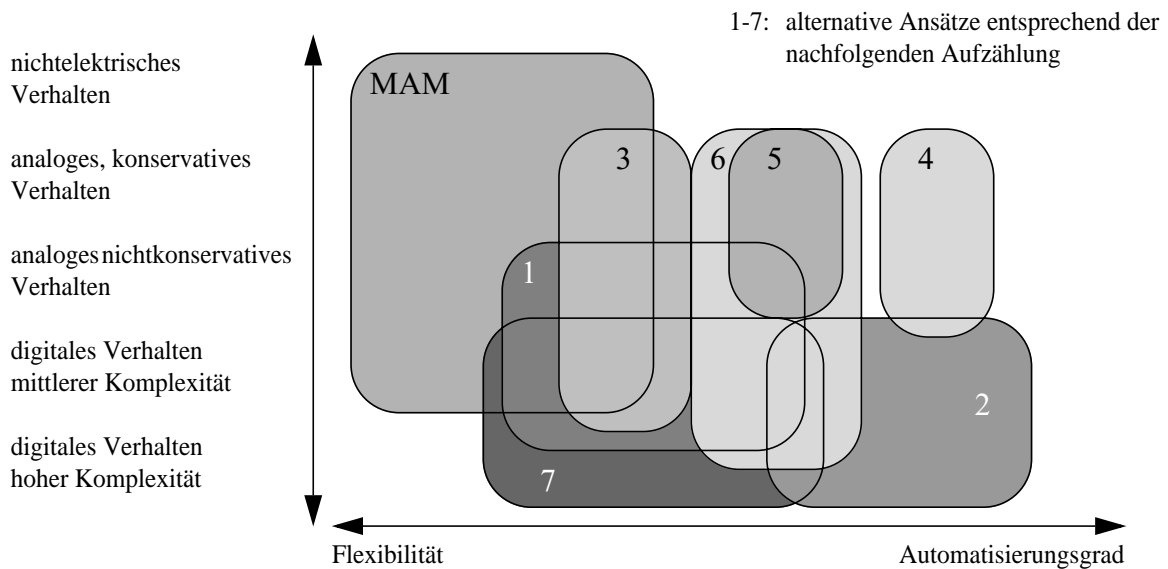 1-7: alternative Ansätze entsprechend der
nachfolgenden Aufzählung
nichtelektrisches
Verhalten
MAM
analoges, konservatives
Verhalten
3
6
5
4
analoges nichtkonservatives
Verhalten
1
digitales Verhalten
mittlerer Komplexität
2
digitales Verhalten
hoher Komplexität
7
Flexibilität
Automatisierungsgrad